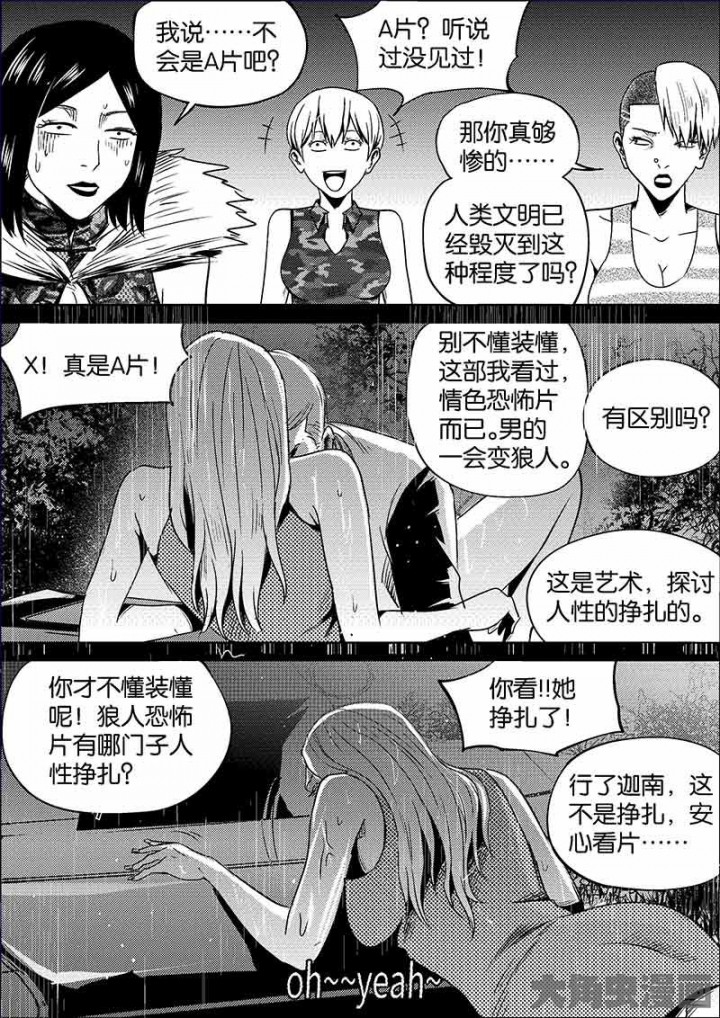 我说……不
会是A片吧？
A片？听说
过没见过！
那你真够
惨的……
人类文明已
经毁灭到这
种程度了吗？
X！真是A片！
别不懂装懂，
这部我看过，
情色恐怖片
而已。男的
一会变狼人。
有区别吗？
这是艺术，探讨
人性的挣扎的。
你才不懂装懂
呢！狼人恐怖
片有哪门子人
性挣扎？
你看!!她
挣扎了！
行了迦南，这
不是挣扎，安
心看片……
oh~~yeah~
大角虫漫画